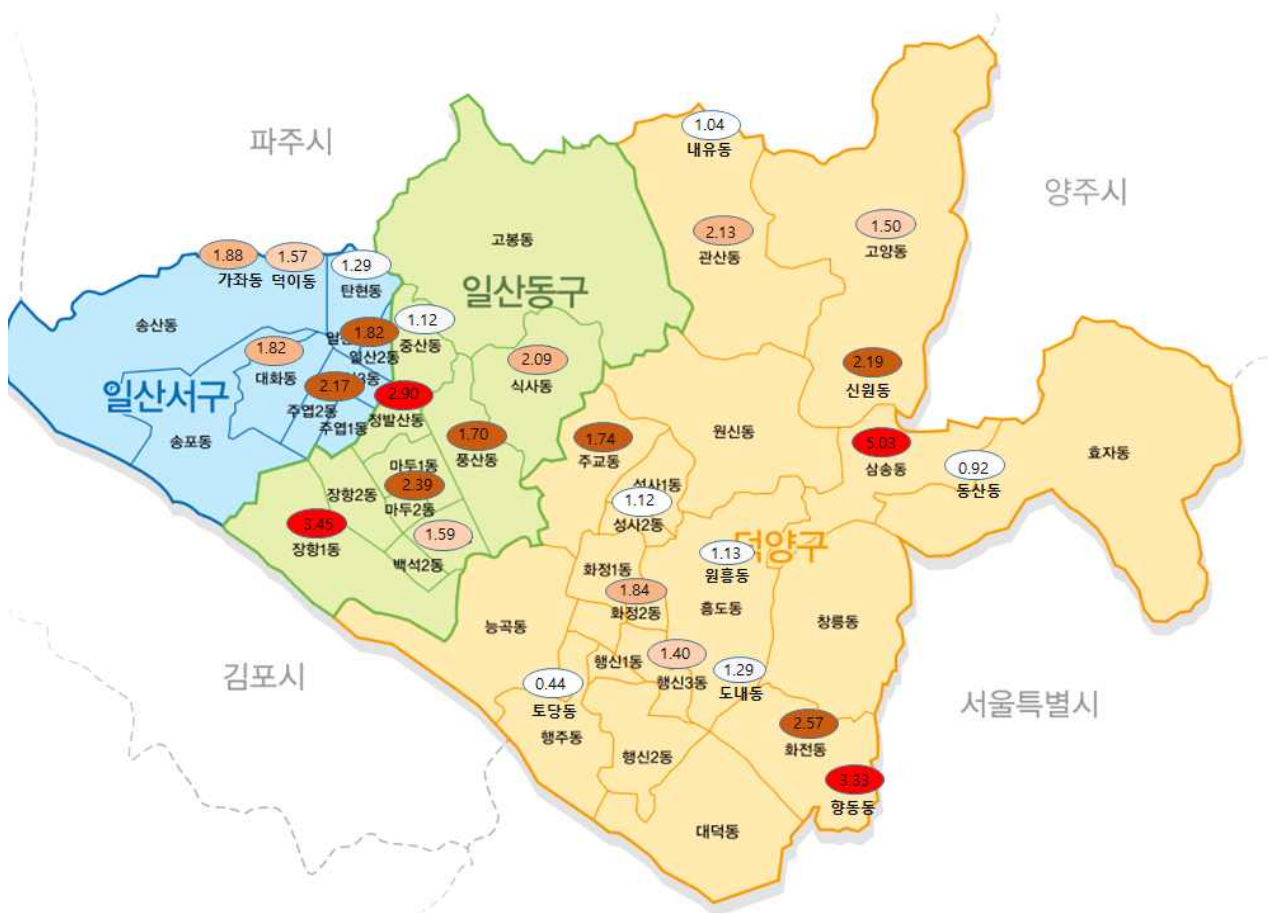 1.04
내유동
파주시
양주시
고봉동
2.13
관산동
1.50
고양동
1.88
가좌동
1.57
덕이동
1.29
탄현동
일산동구
송산동
1.12
중산동
1.82
일산2동
1.82
대화동
2.09
식사동
2.19
신원동
일산서구
2.17
주엽2동
2.90
정발산동
주엽1동
송포동
1.70
풍산동
1.74
주교동
원신동
5.03
삼송동
0.92
동산동
효자동
마두1동
2.39
마두2동
장항2동
성사1동
1.12
성사2동
3.45
장항1동
1.59
백석2동
덕양구
1.13
원흥동
화정1동
1.84
화정2동
흥도동
창릉동
능곡동
행신1동
1.40
행신3동
1.29
도내동
김포시
0.44
토당동
행주동
서울특별시
2.57
화전동
행신2동
3.33
향동동
대덕동